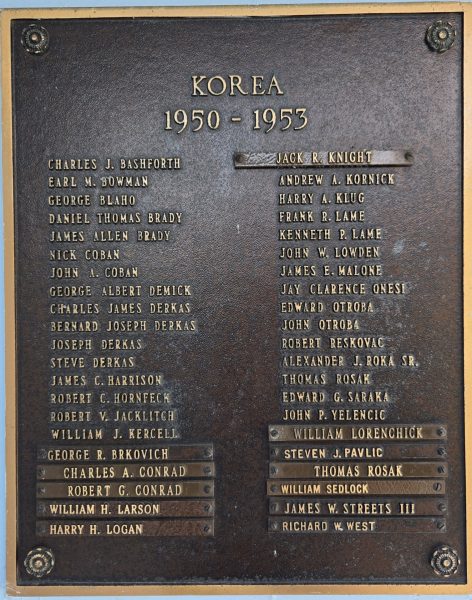 KOREA
1950 - 1953
CHARLES J. BASHFORTH
EARL M. BOWMAN
GEORGE BLAHO
DANIEL THOMAS BRADY
JAMES ALLEN BRADY
NICK COBAN
JOHN A. COBAN
GEORGE ALBERT DEMICK
CHARLES JAMES DERKAS
BERNARD JOSEPH DERKAS
JOSEPH DERKAS
STEVE DERKAS
JAMES C. HARRISON
ROBERT C. HORNFECK
ROBERT V. JACKLITCH
WILLIAM J. KERCELL
GEORGE R. BRKOVICH
CHARLES A. CONRAD
ROBERT G. CONRAD
WILLIAM H. LARSON
HARRY H. LOGAN
JACK R. KNIGHT
ANDREW A. KORNICK
HARRY A. KLUG
FRANK R. LAME
KENNETH P. LAME
JOHN W. LOWDEN
JAMES E. MALONE
JAY CLARENCE ONESI
EDWARD OTROBA
JOHN OTROBA
ROBERT RESKOVAC
ALEXANDER J. ROKA SR.
THOMAS ROSAK
EDWARD G. SARAKA
JOHN P. YELENCIC
WILLIAM LORENCHICK
STEVEN J. PAVLIC
THOMAS ROSAK
WILLIAM SEDLOCK
JAMES W. STREETS III
RICHARD W. WEST